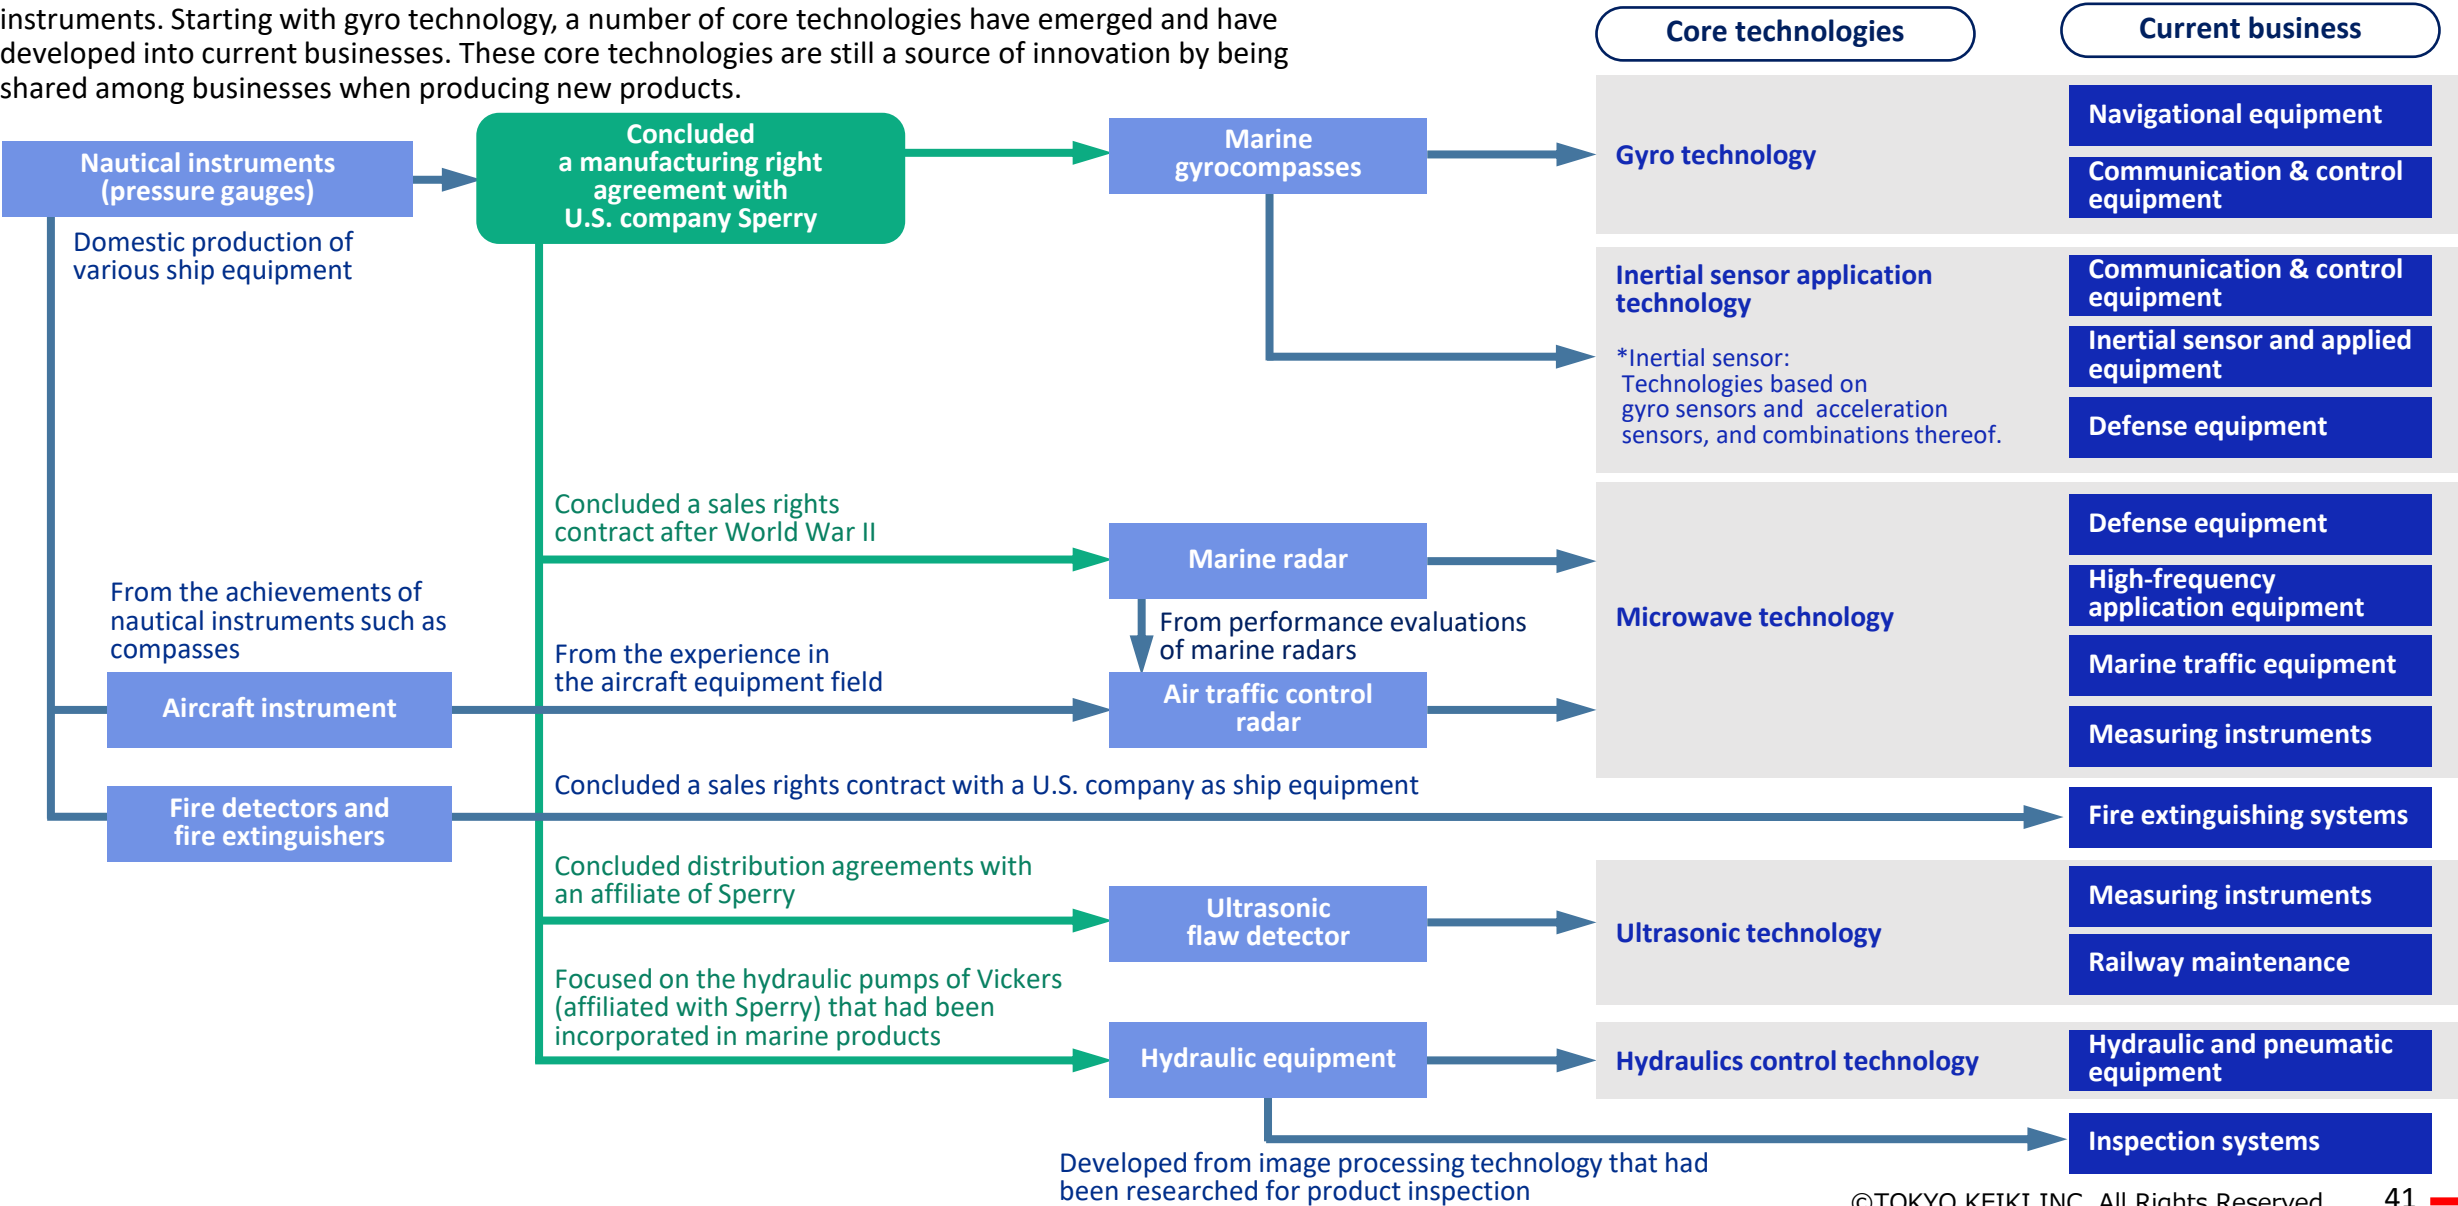 instruments. Starting with gyro technology, a number of core technologies have emerged and have
developed into current businesses. These core technologies are still a source of innovation by being
shared among businesses when producing new products.
Core technologies
Current business
Nautical instruments
(pressure gauges)
Domestic production of
various ship equipment
Concluded
a manufacturing right
agreement with
U.S. company Sperry
Marine
gyrocompasses
Gyro technology
Navigational equipment
Communication & control
equipment
Inertial sensor application
technology
*Inertial sensor:
Technologies based on
gyro sensors and acceleration
sensors, and combinations thereof.
Communication & control
equipment
Inertial sensor and applied
equipment
Defense equipment
Concluded a sales rights
contract after World War II
Marine radar
From performance evaluations
of marine radars
From the achievements of
nautical instruments such as
compasses
Aircraft instrument
From the experience in
the aircraft equipment field
Air traffic control
radar
Microwave technology
Defense equipment
High-frequency
application equipment
Marine traffic equipment
Measuring instruments
Fire detectors and
fire extinguishers
Concluded a sales rights contract with a U.S. company as ship equipment
Fire extinguishing systems
Concluded distribution agreements with
an affiliate of Sperry
Ultrasonic
flaw detector
Ultrasonic technology
Measuring instruments
Railway maintenance
Focused on the hydraulic pumps of Vickers
(affiliated with Sperry) that had been
incorporated in marine products
Hydraulic equipment
Hydraulics control technology
Hydraulic and pneumatic
equipment
Developed from image processing technology that had
been researched for product inspection
Inspection systems
©TOKYO KEIKI INC. All Rights Reserved
41